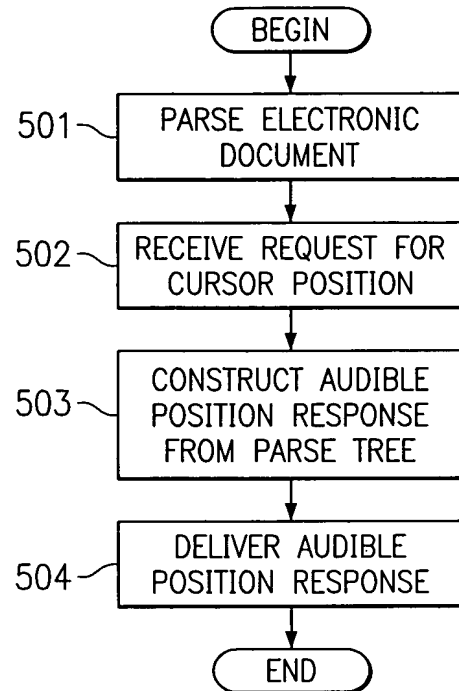 BEGIN
501
PARSE ELECTRONIC
DOCUMENT
502
RECEIVE REQUEST FOR
CURSOR POSITION
503
CONSTRUCT AUDIBLE
POSITION RESPONSE
FROM PARSE TREE
504
DELIVER AUDIBLE
POSITION RESPONSE
END